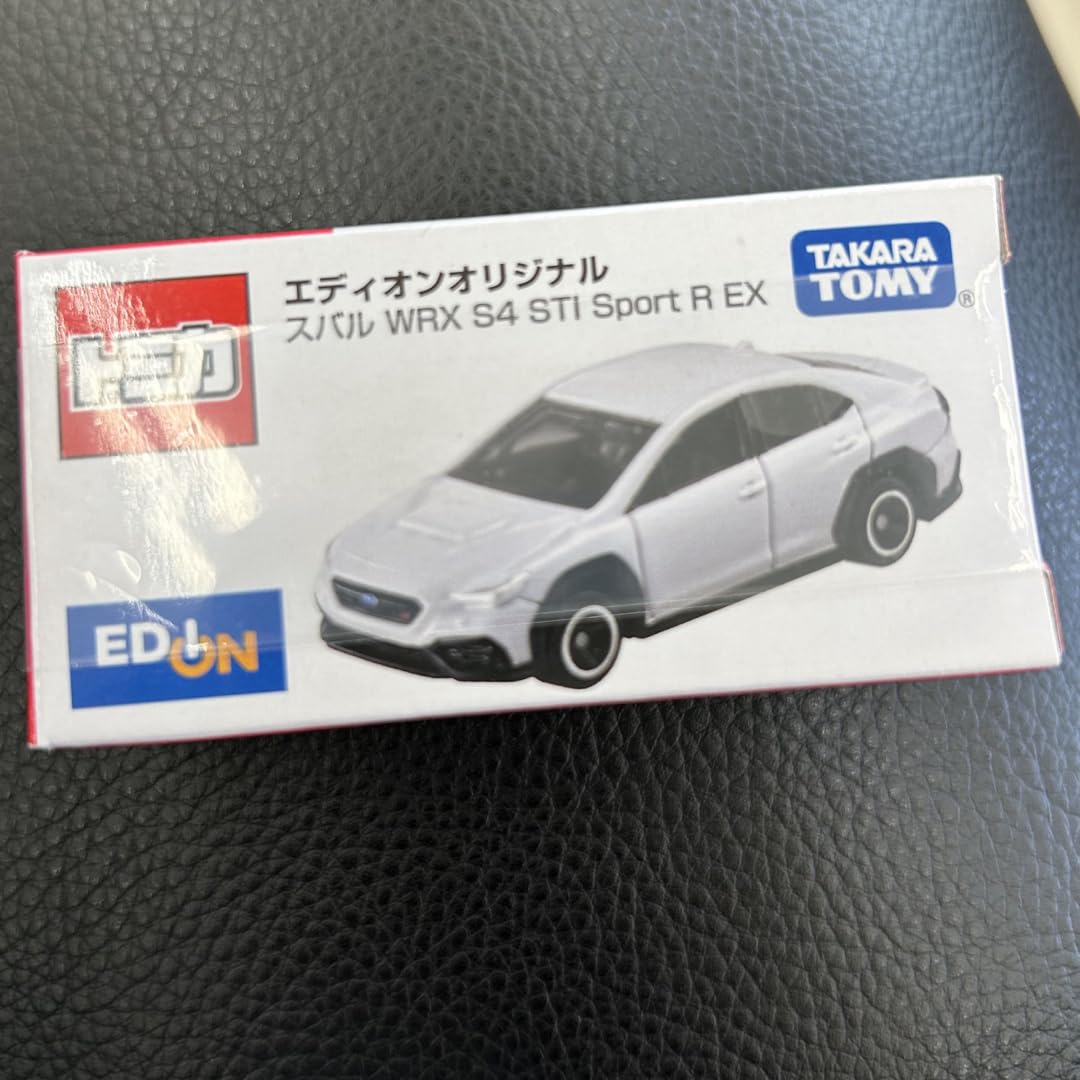 トミカ
エディオンオリジナル
スバル WRX S4 STI Sport R EX
TAKARA
TOMY®
EDION